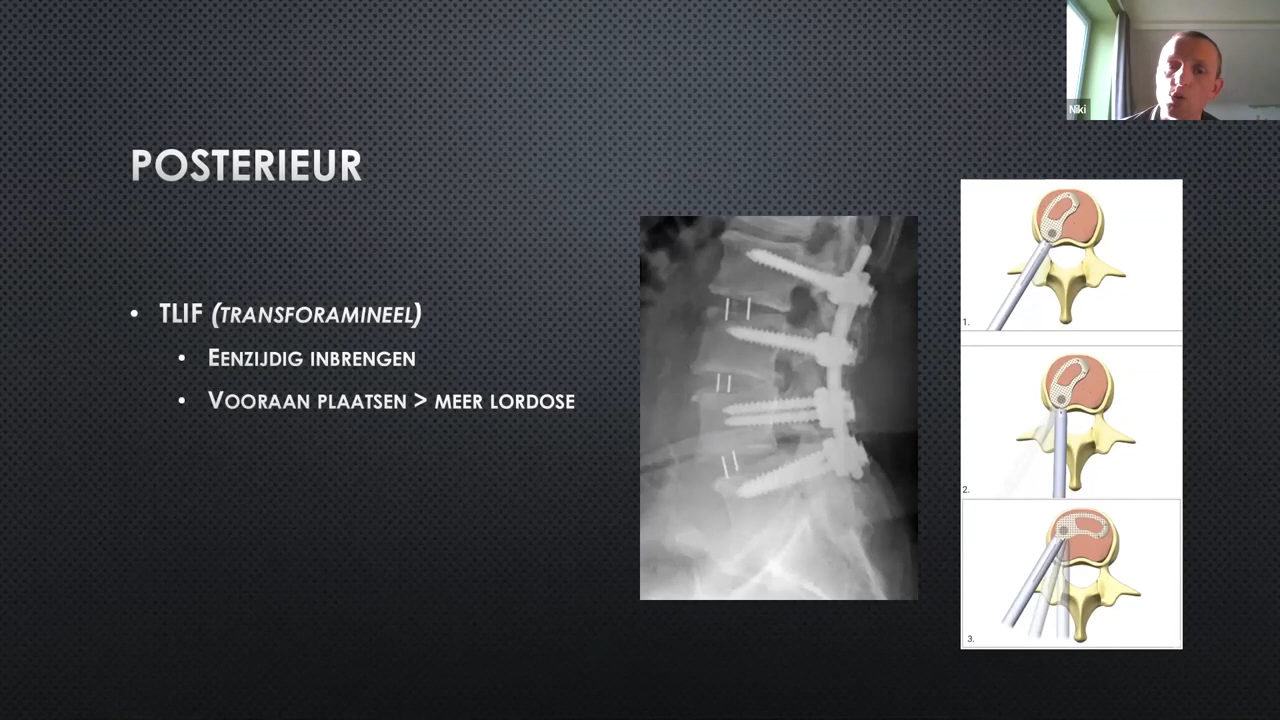 Niki
POSTERIEUR
• TLIF (TRANSFORAMINEEL)
• EENZIJDIG INBRENGEN
• VOORAAN PLAATSEN > MEER LORDOSE
1.
2.
3.